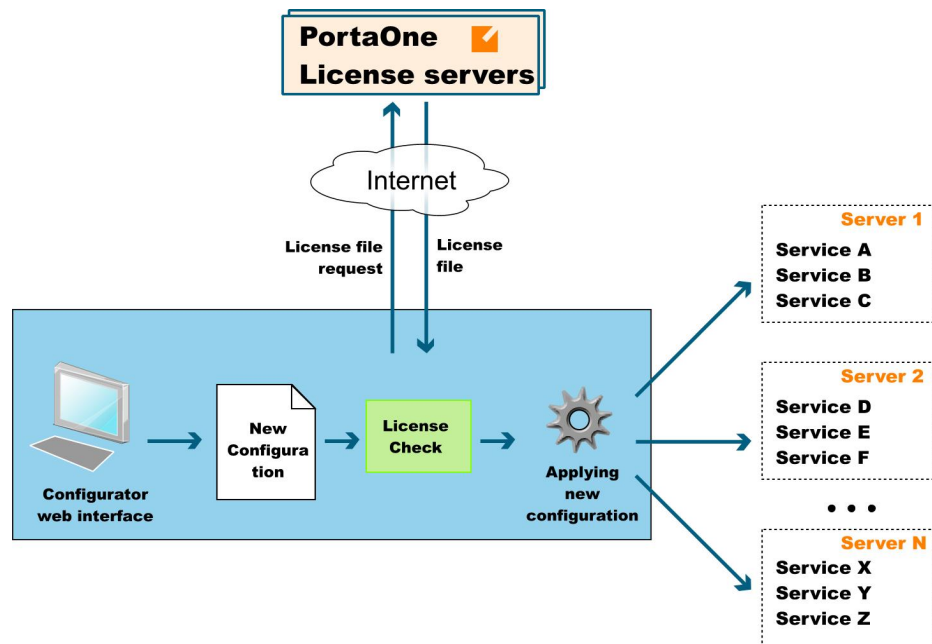 PortaOne
License servers
Internet
License file
request
License
file
Configurator
web interface
New
Configura
tion
License
Check
Applying
new
configuration
Server 1
Service A
Service B
Service C
Server 2
Service D
Service E
Service F
• • •
Server N
Service X
Service Y
Service Z